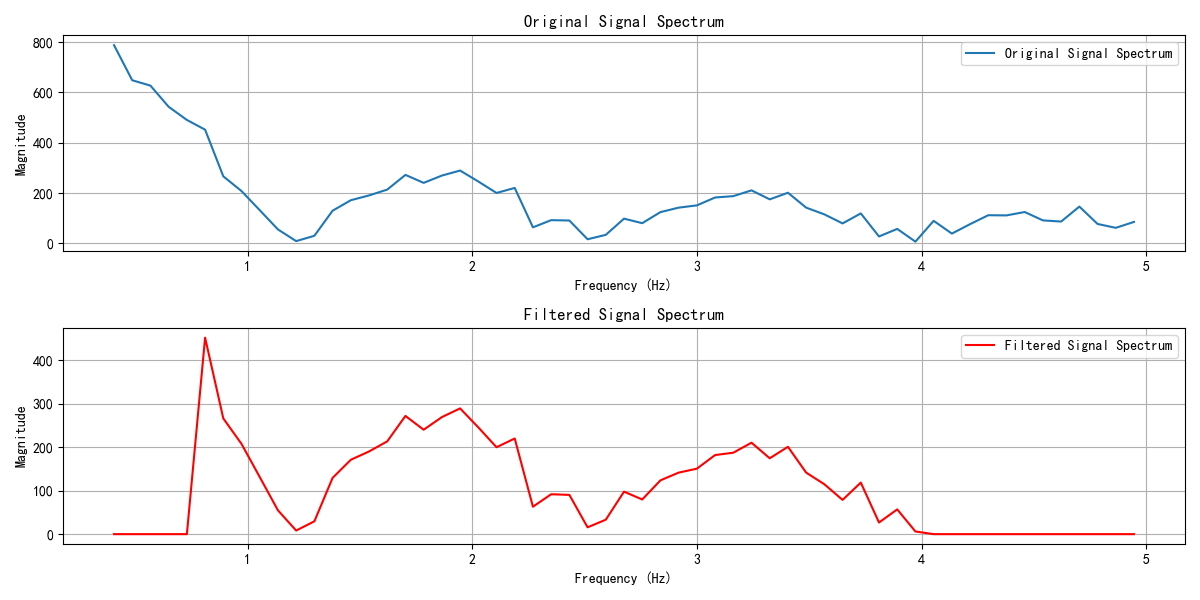 Original Signal Spectrum
800
600
400
200
0
Magnitude
Original Signal Spectrum
1 2 3 4 5
Frequency (Hz)
Filtered Signal Spectrum
400
300
200
100
0
Magnitude
Filtered Signal Spectrum
1 2 3 4 5
Frequency (Hz)